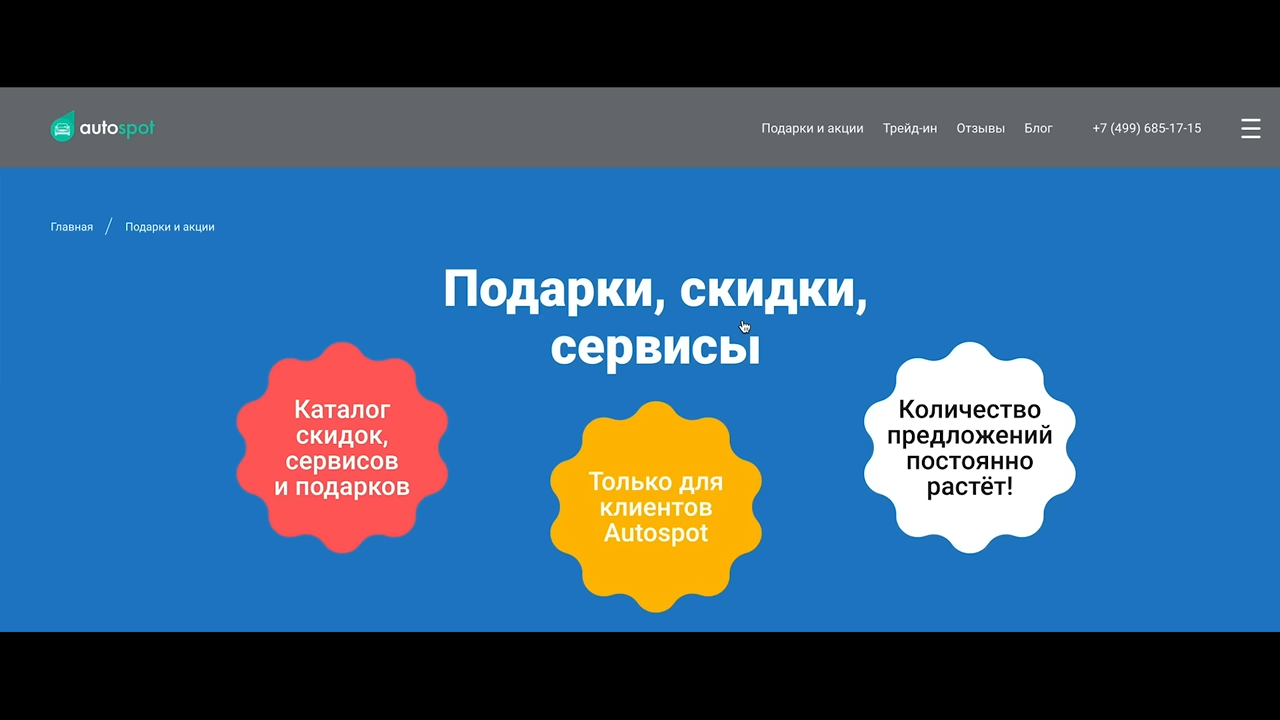 autospot
Подарки и акции
Трейд-ин
Отзывы
Блог
+7 (499) 685-17-15
Главная / Подарки и акции
Подарки, скидки,
сервисы
Каталог
скидок,
сервисов
и подарков
Только для
клиентов
Autospot
Количество
предложений
постоянно
растёт!